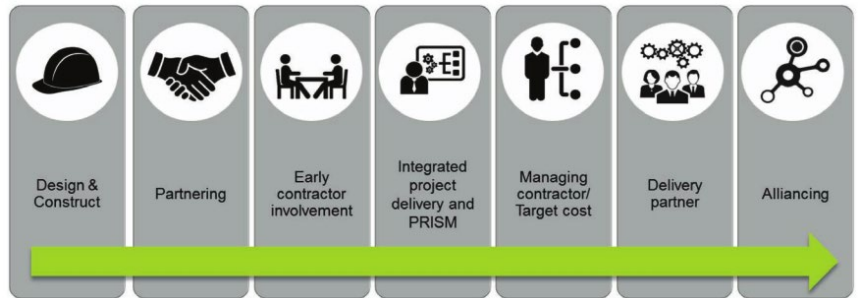 Design &
Construct
Partnering
Early
contractor
involvement
Integrated
project
delivery and
PRISM
Managing
contractor/
Target cost
Delivery
partner
Alliancing